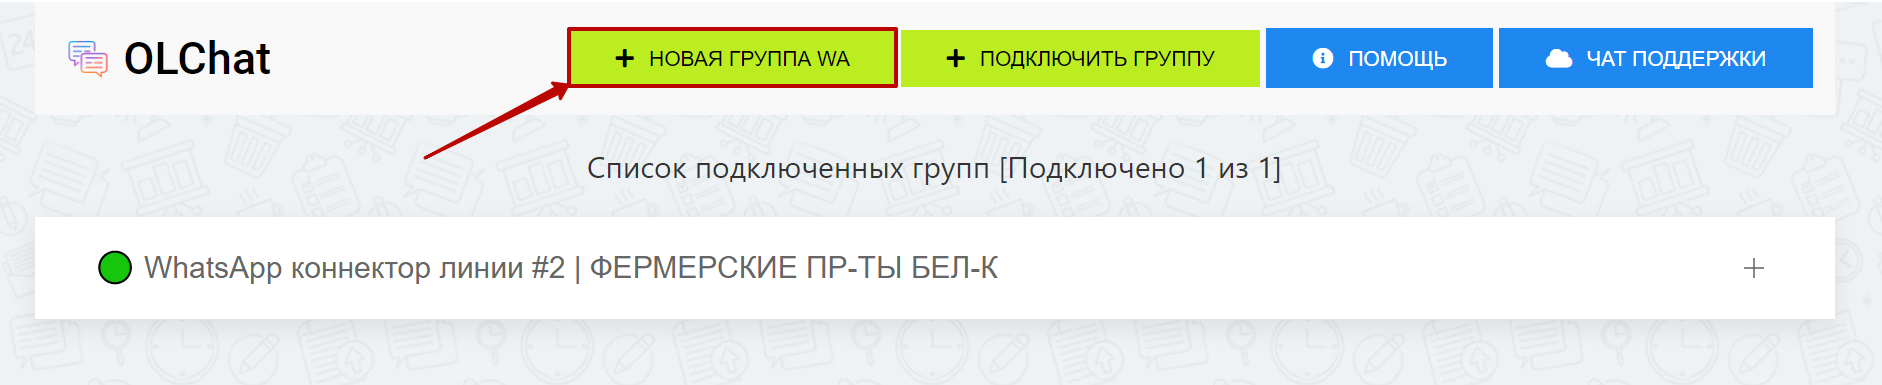 OLChat
НОВАЯ ГРУППА WA
ПОДКЛЮЧИТЬ ГРУППУ
ПОМОЩЬ
ЧАТ ПОДДЕРЖКИ
Список подключенных групп [Подключено 1 из 1]
WhatsApp коннектор линии #2 | ФЕРМЕРСКИЕ ПР-ТЫ БЕЛ-К